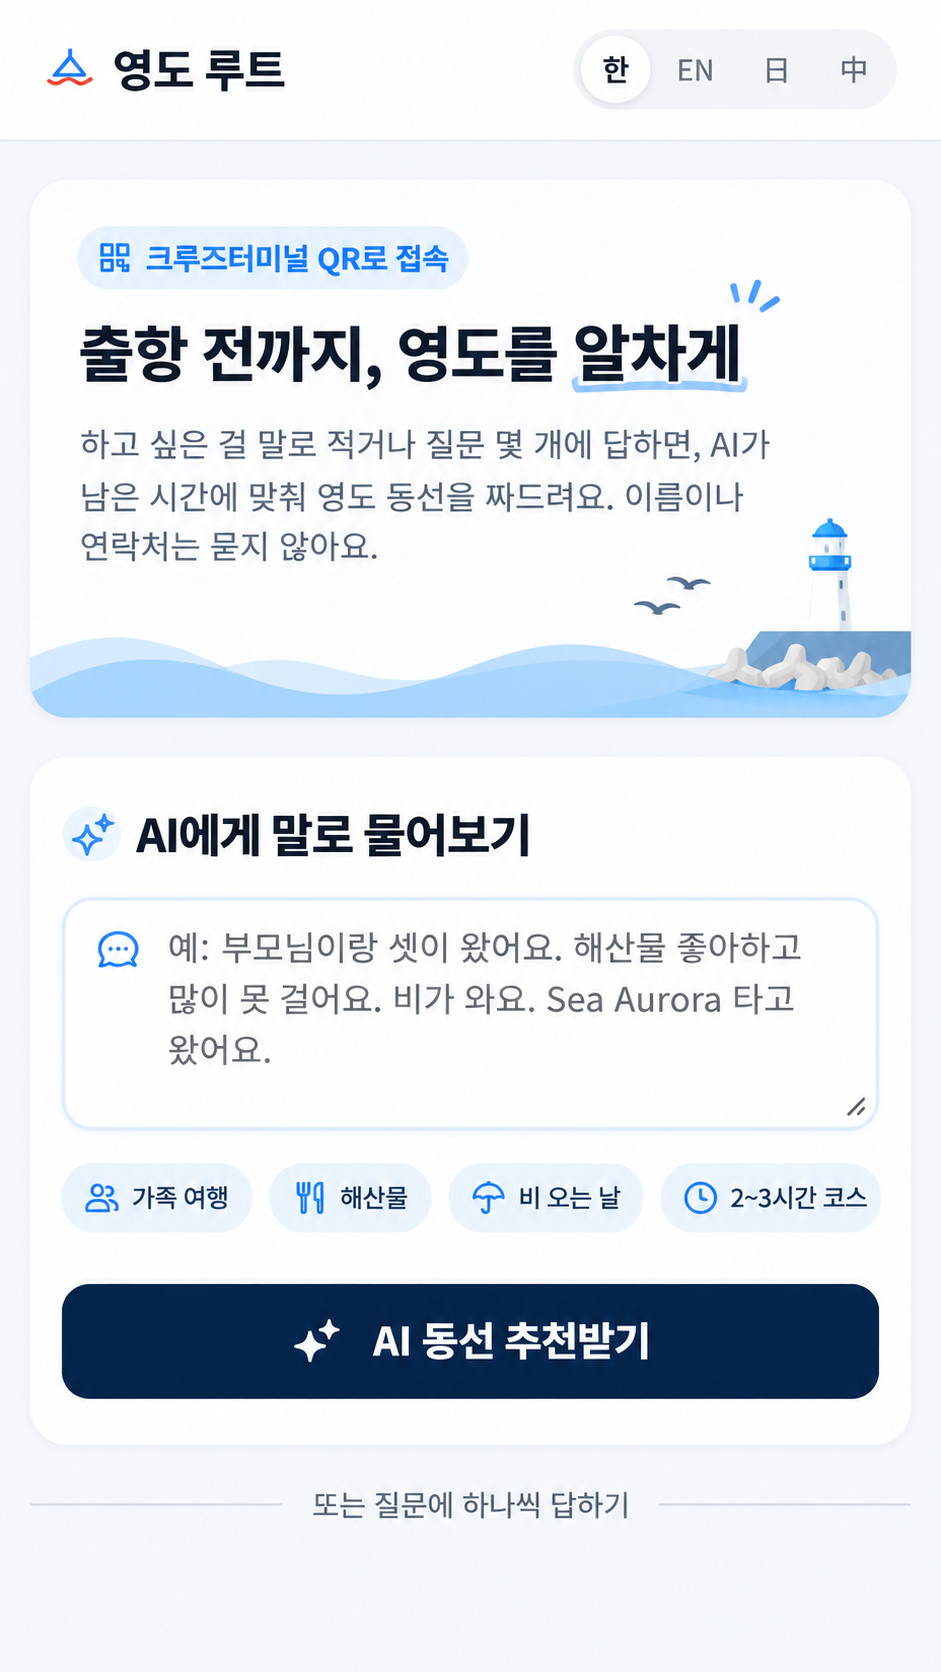 영도 루트
한 EN 日 中
크루즈터미널 QR로 접속
출항 전까지, 영도를 알차게
하고 싶은 걸 말로 적거나 질문 몇 개에 답하면, AI가
남은 시간에 맞춰 영도 동선을 짜드려요. 이름이나
연락처는 묻지 않아요.
AI에게 말로 물어보기
예: 부모님이랑 셋이 왔어요. 해산물 좋아하고
많이 못 걸어요. 비가 와요. Sea Aurora 타고
왔어요.
가족 여행 해산물 비 오는 날 2~3시간 코스
AI 동선 추천받기
또는 질문에 하나씩 답하기